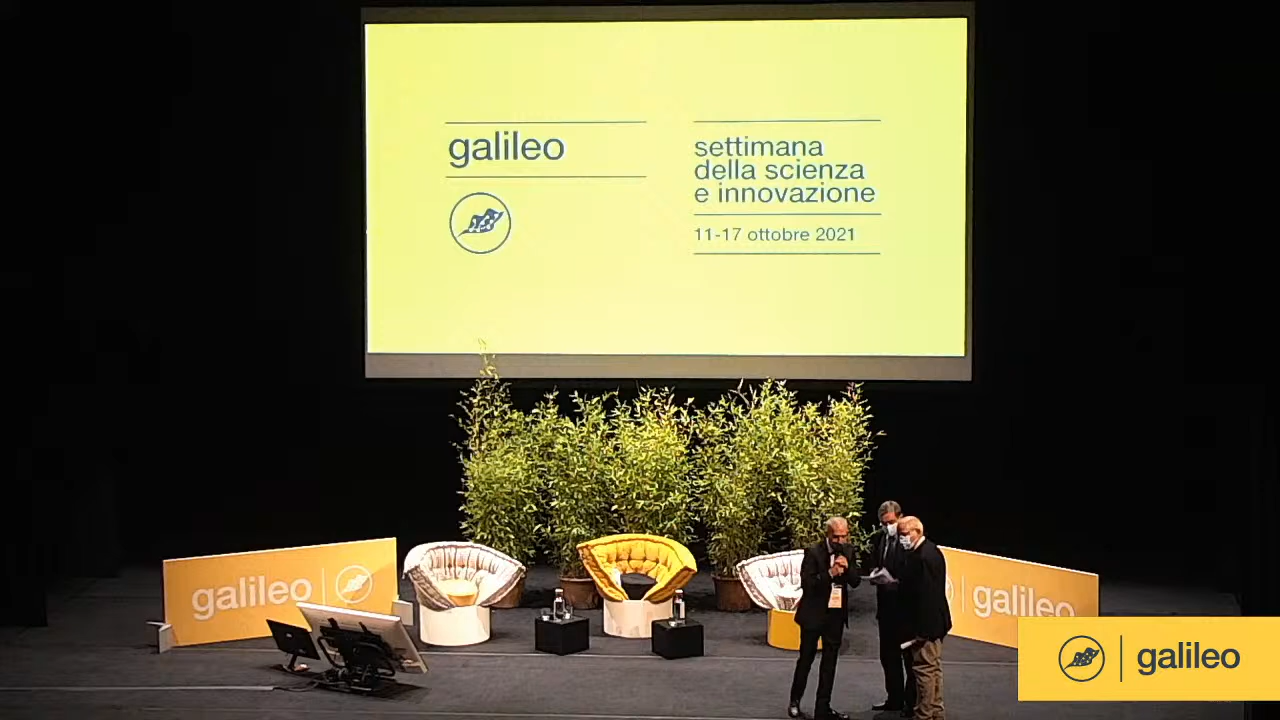 galileo
settimana
della scienza
e innovazione
11-17 ottobre 2021
galileo
galileo
galileo